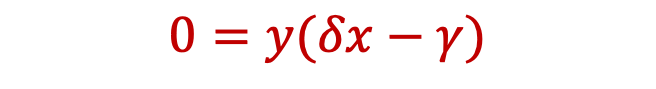 0 = y(δx − γ)